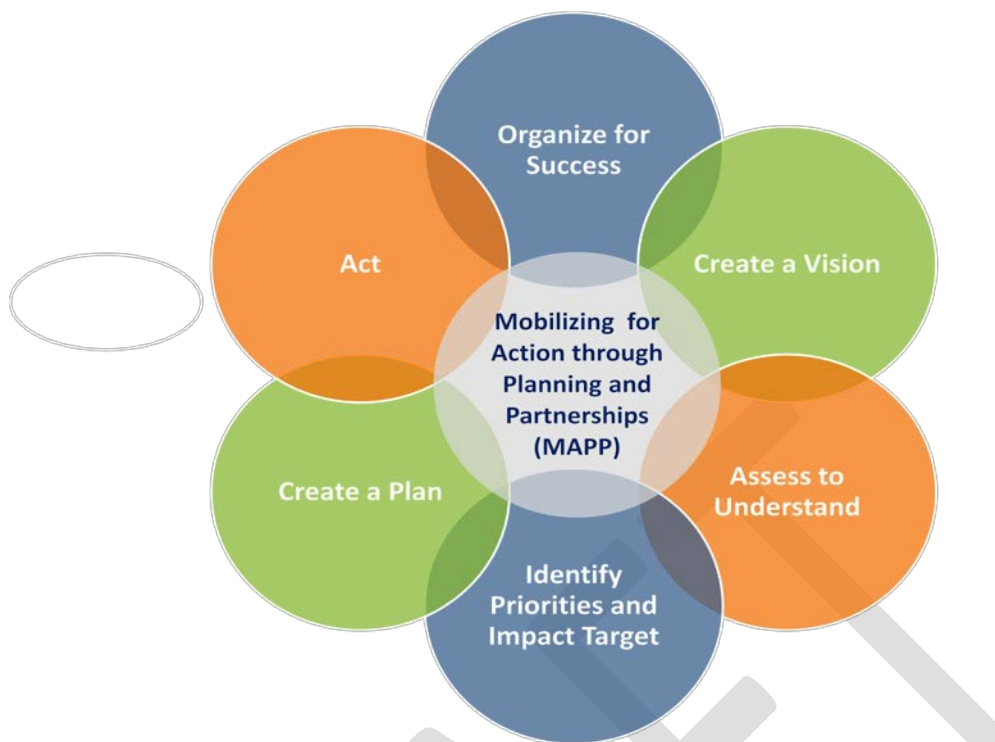 Organize for
Success
Create a Vision
Assess to
Understand
Identify
Priorities and
Impact Target
Create a Plan
Act
Mobilizing for
Action through
Planning and
Partnerships
(MAPP)